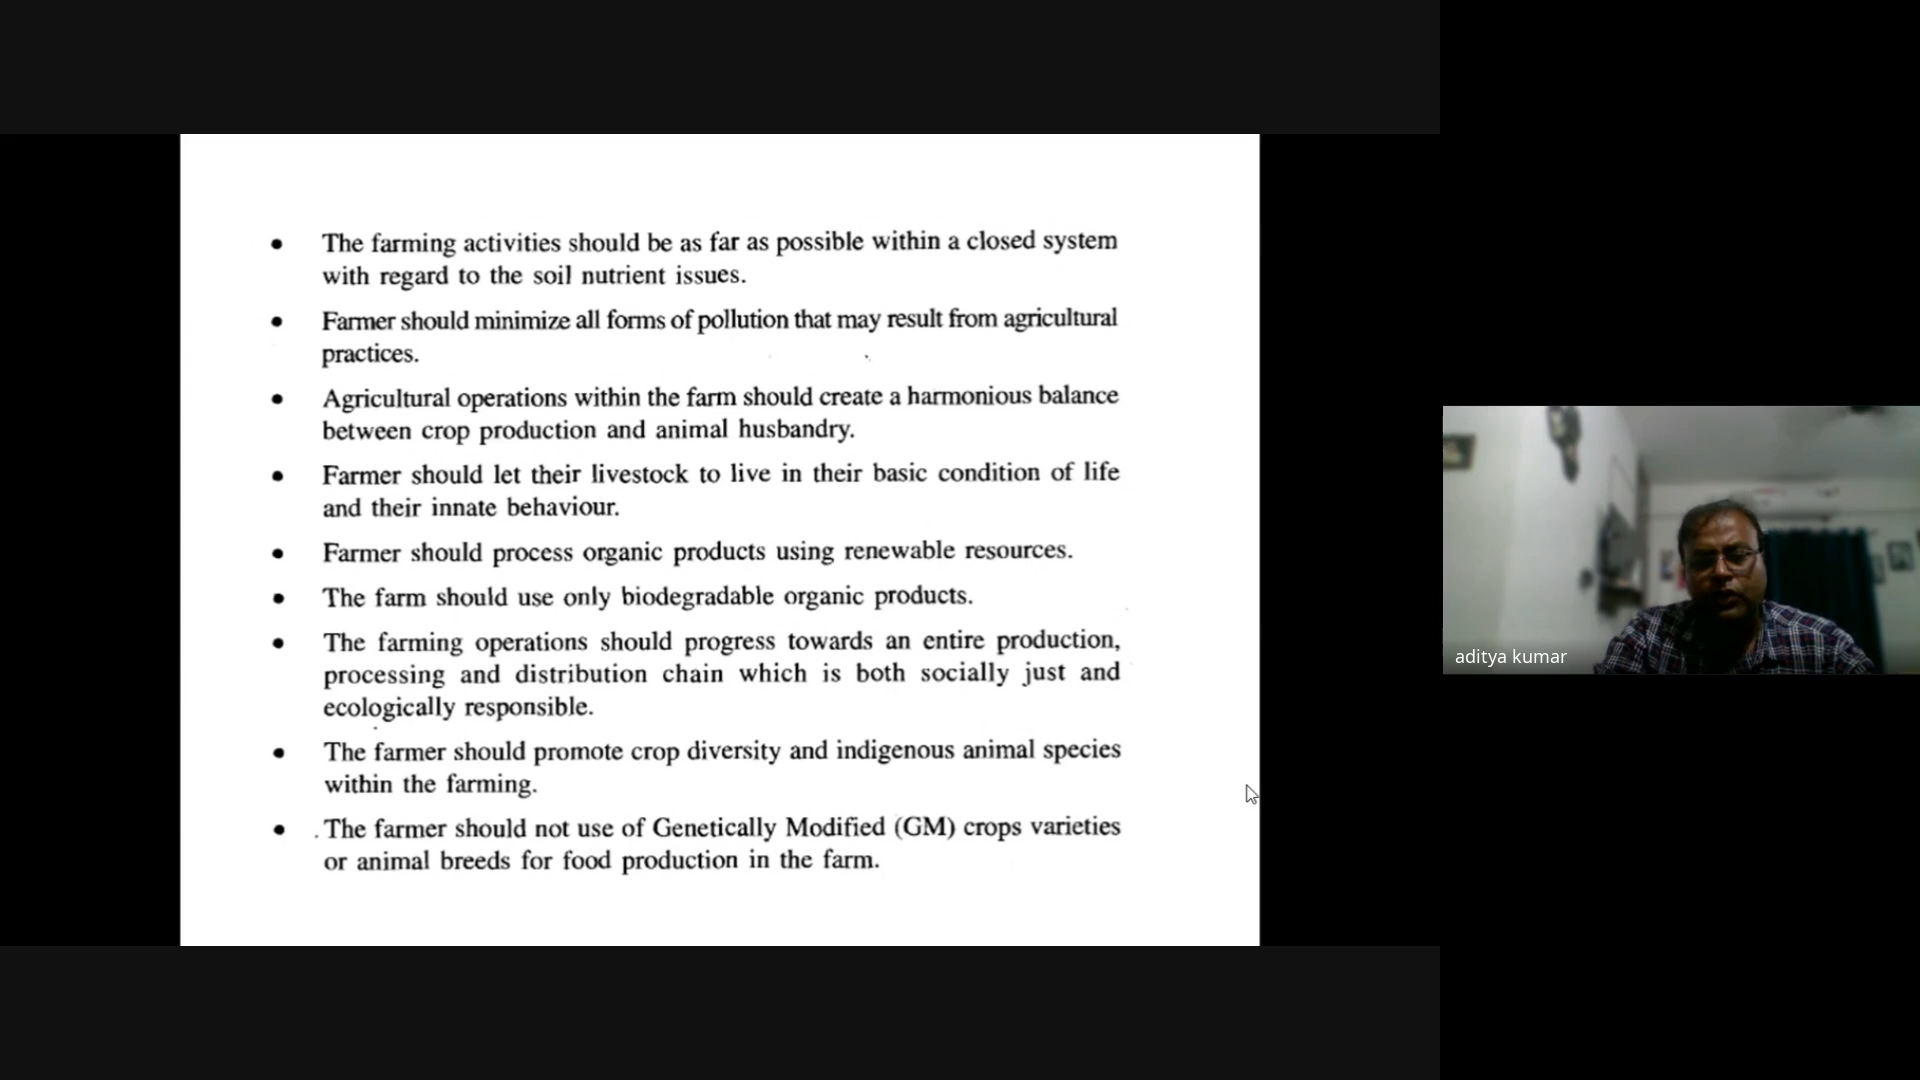 • The farming activities should be as far as possible within a closed system
with regard to the soil nutrient issues.
• Farmer should minimize all forms of pollution that may result from agricultural
practices.
• Agricultural operations within the farm should create a harmonious balance
between crop production and animal husbandry.
• Farmer should let their livestock to live in their basic condition of life
and their innate behaviour.
• Farmer should process organic products using renewable resources.
• The farm should use only biodegradable organic products.
• The farming operations should progress towards an entire production,
processing and distribution chain which is both socially just and
ecologically responsible.
• The farmer should promote crop diversity and indigenous animal species
within the farming.
• The farmer should not use of Genetically Modified (GM) crops varieties
or animal breeds for food production in the farm.
aditya kumar